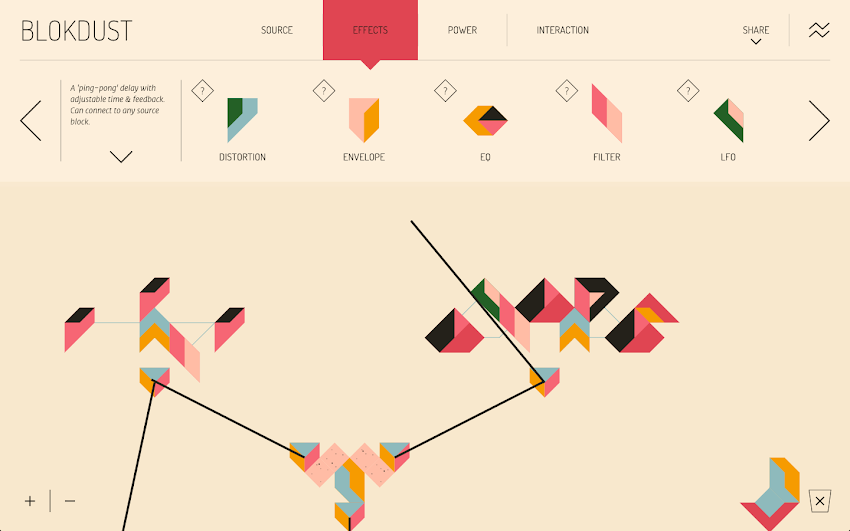 BLOKDUST
SOURCE
EFFECTS
POWER
INTERACTION
SHARE
A 'ping-pong' delay with
adjustable time & feedback.
Can connect to any source
block.
?
DISTORTION
?
ENVELOPE
?
EQ
?
FILTER
?
LFO